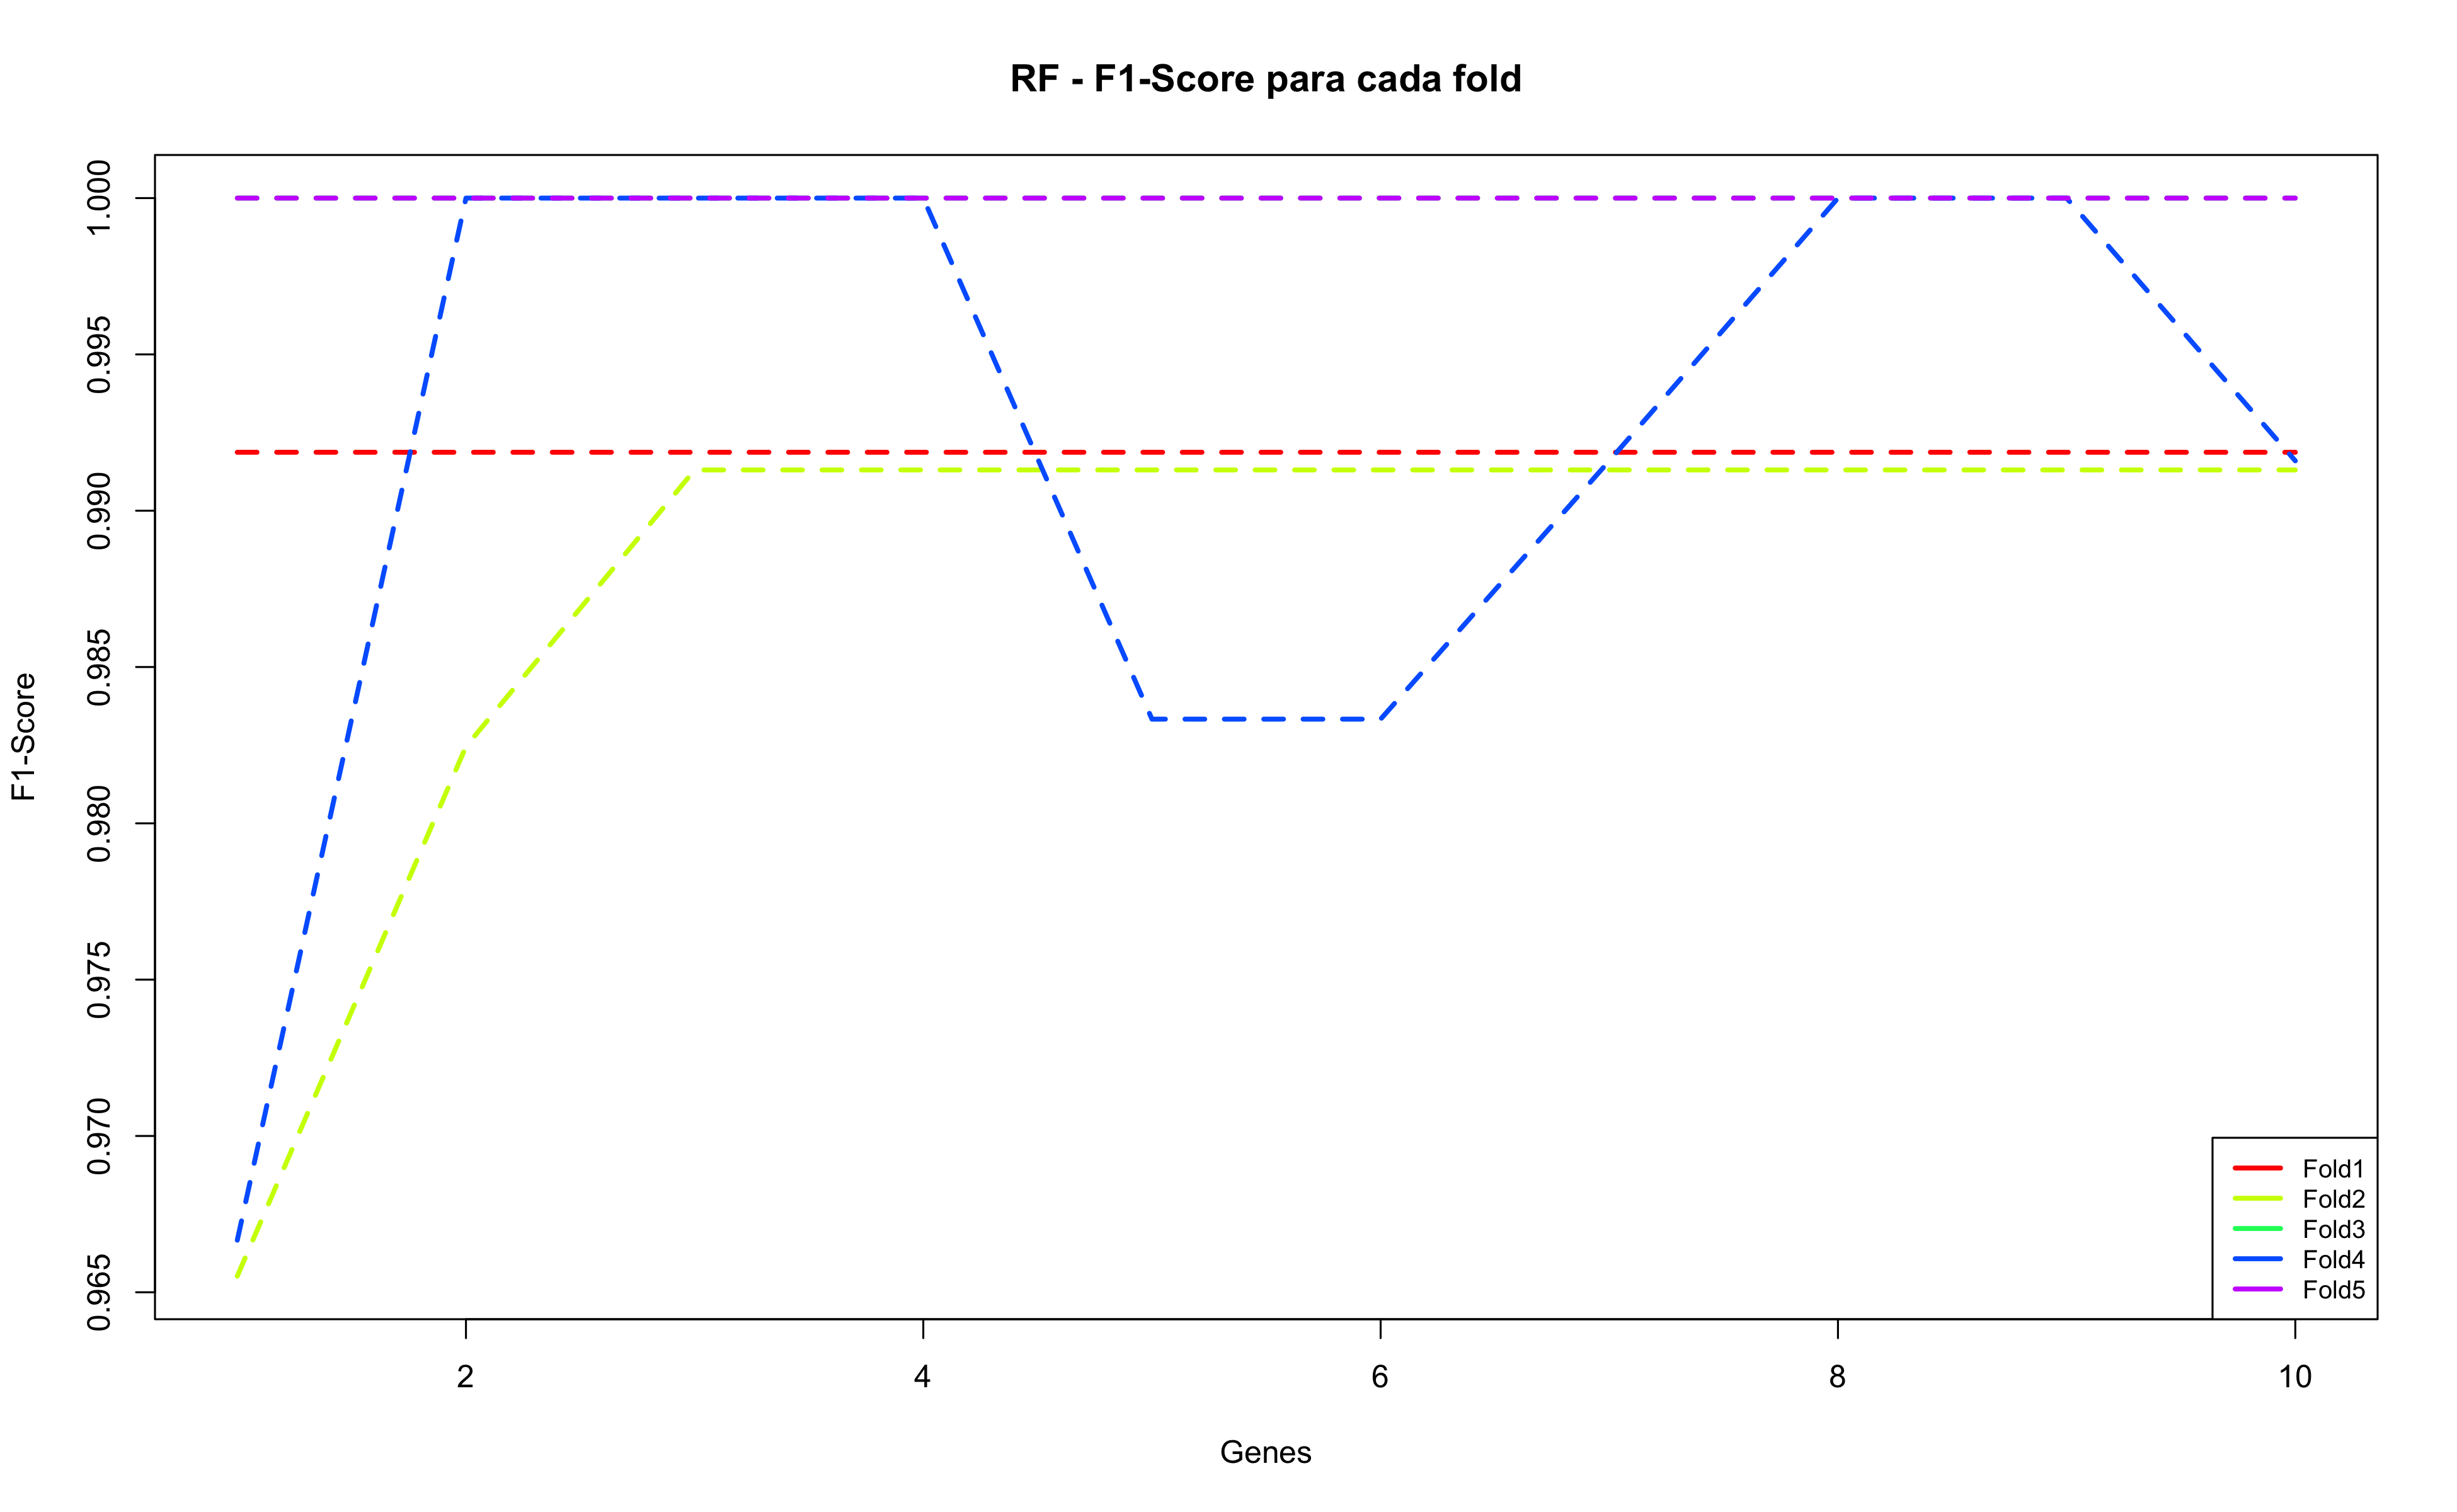 RF - F1-Score para cada fold
1.000
0.995
0.990
0.985
0.980
0.975
0.970
0.965
F1-Score
2 4 6 8 10
Genes
Fold1
Fold2
Fold3
Fold4
Fold5